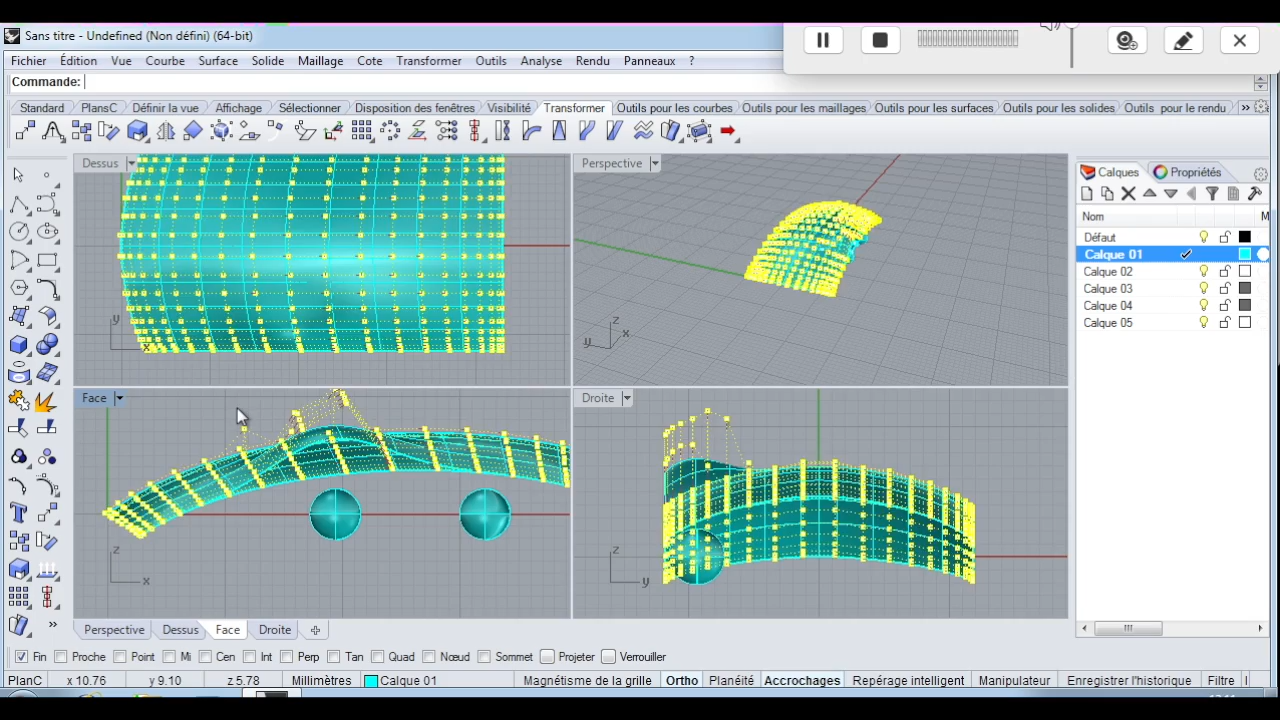 Sans titre - Undefined (Non défini) (64-bit)
Fichier Édition Vue Courbe Surface Solide Maillage Cote Transformer Outils Analyse Rendu Panneaux ?
Commande:
Standard PlansC Définir la vue Affichage Sélectionner Disposition des fenêtres Visibilité Transformer Outils pour les courbes Outils pour les maillages Outils pour les surfaces Outils pour les solides Outils pour le rendu »
Dessus Perspective
Calques Propriétés
Nom M
Défaut
Calque 01
Calque 02
Calque 03
Calque 04
Calque 05
y x
z y x
Face Droite
z x
z y
Perspective Dessus Face Droite
Fin Proche Point Mi Cen Int Perp Tan Quad Nœud Sommet Projeter Verrouiller
PlanC x 10.76 y 9.10 z 5.78 Millimètres Calque 01 Magnétisme de la grille Ortho Planéité Accrochages Repérage intelligent Manipulateur Enregistrer l'historique Filtre